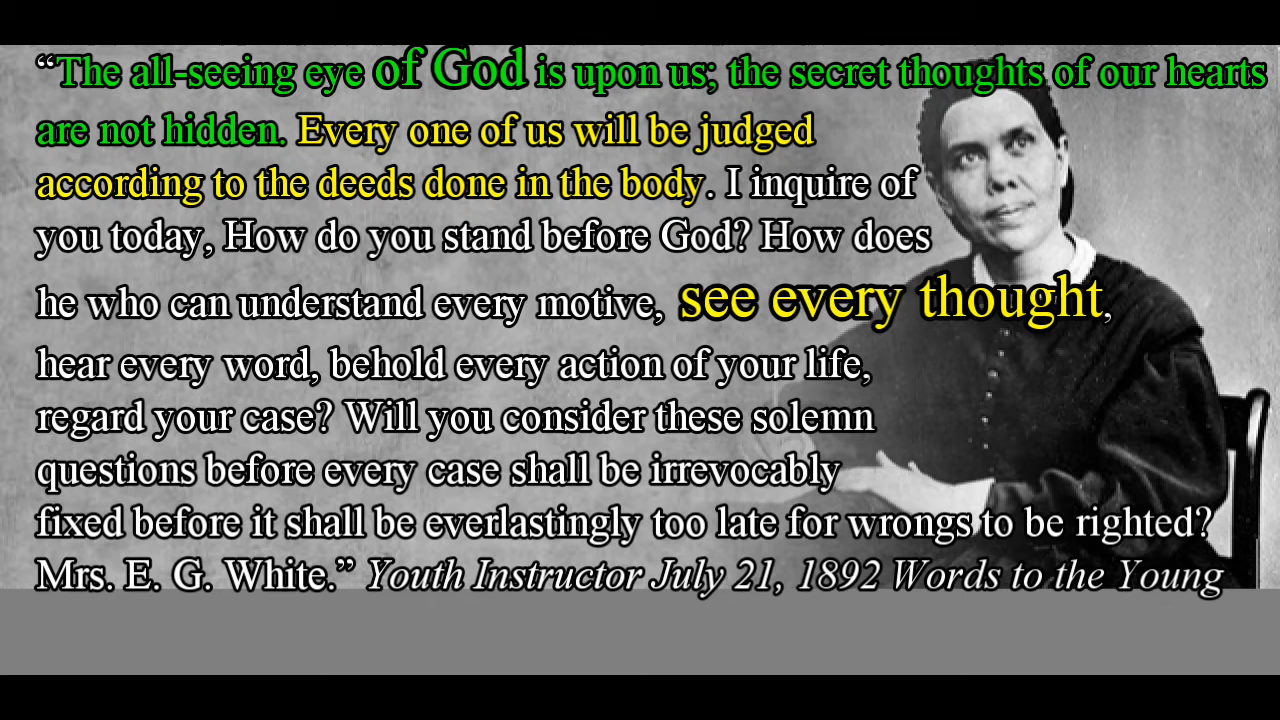 “The all-seeing eye of God is upon us; the secret thoughts of our hearts
are not hidden. Every one of us will be judged
according to the deeds done in the body. I inquire of
you today, How do you stand before God? How does
he who can understand every motive, see every thought,
hear every word, behold every action of your life,
regard your case? Will you consider these solemn
questions before every case shall be irrevocably
fixed before it shall be everlastingly too late for wrongs to be righted?
Mrs. E. G. White.” Youth Instructor July 21, 1892 Words to the Young